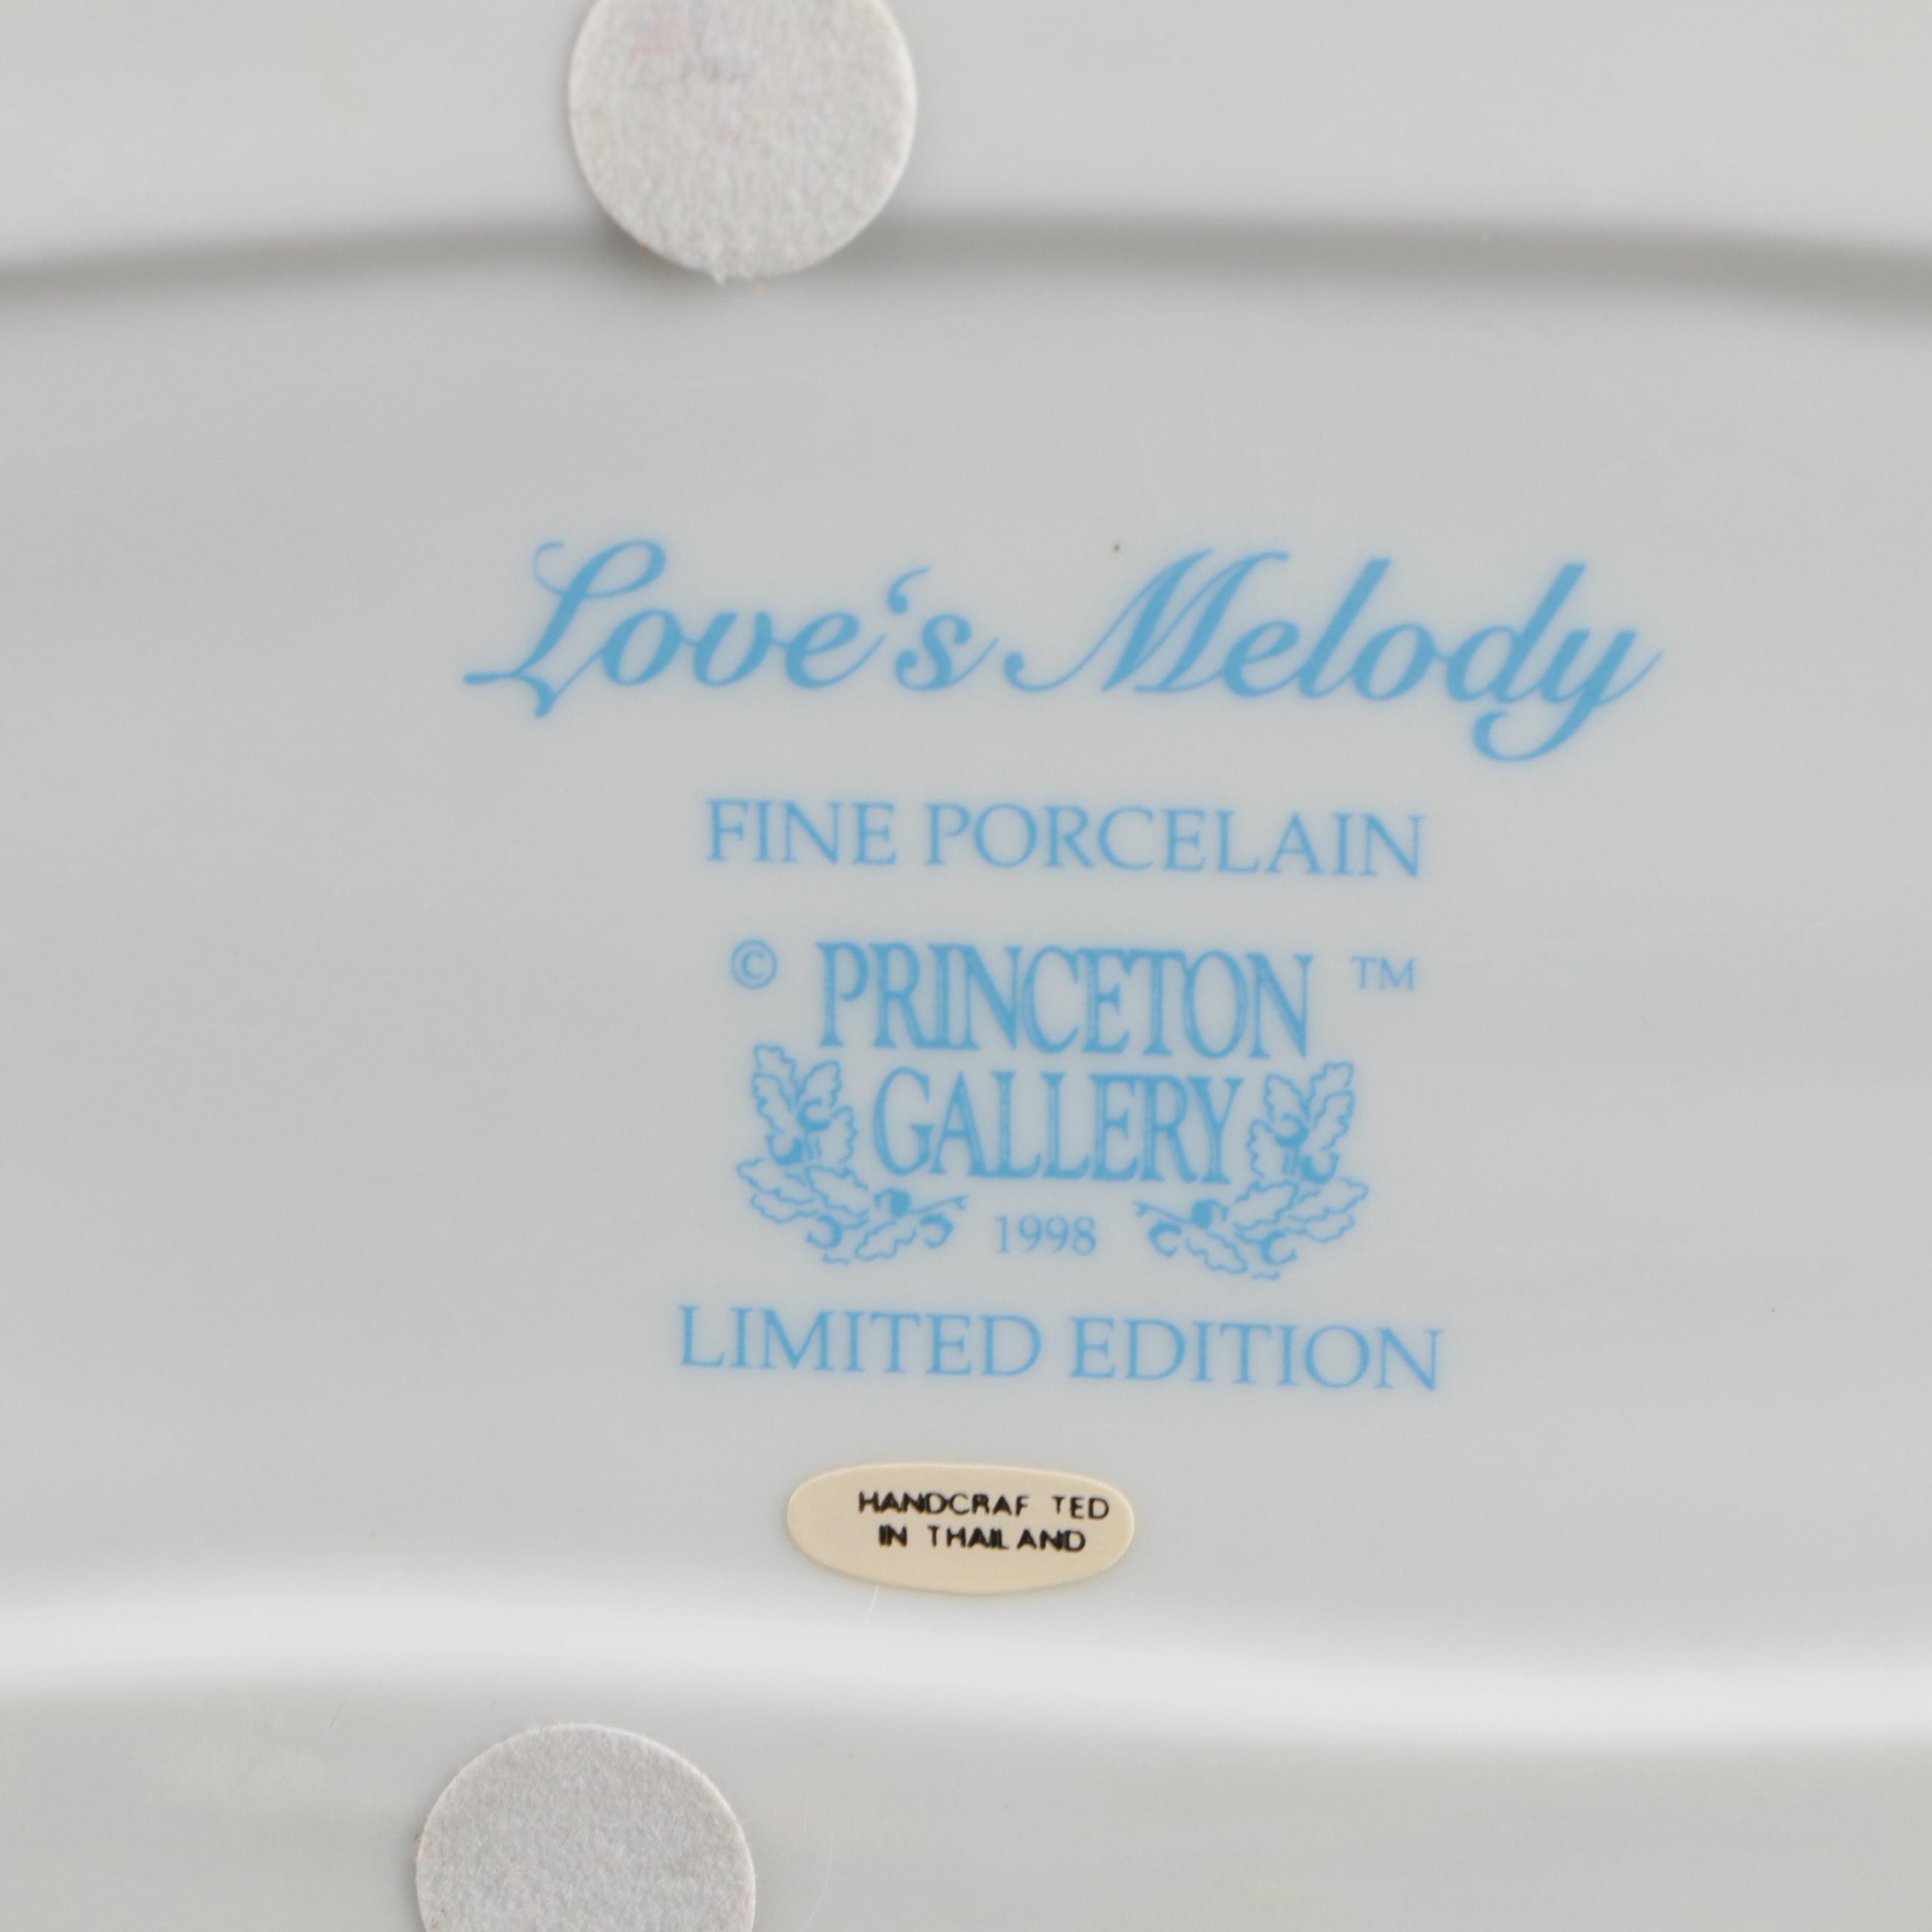 Love‘s Melody
FINE PORCELAIN
© PRINCETON ™
GALLERY
1998
LIMITED EDITION
HANDCRAF TED
IN THAILAND